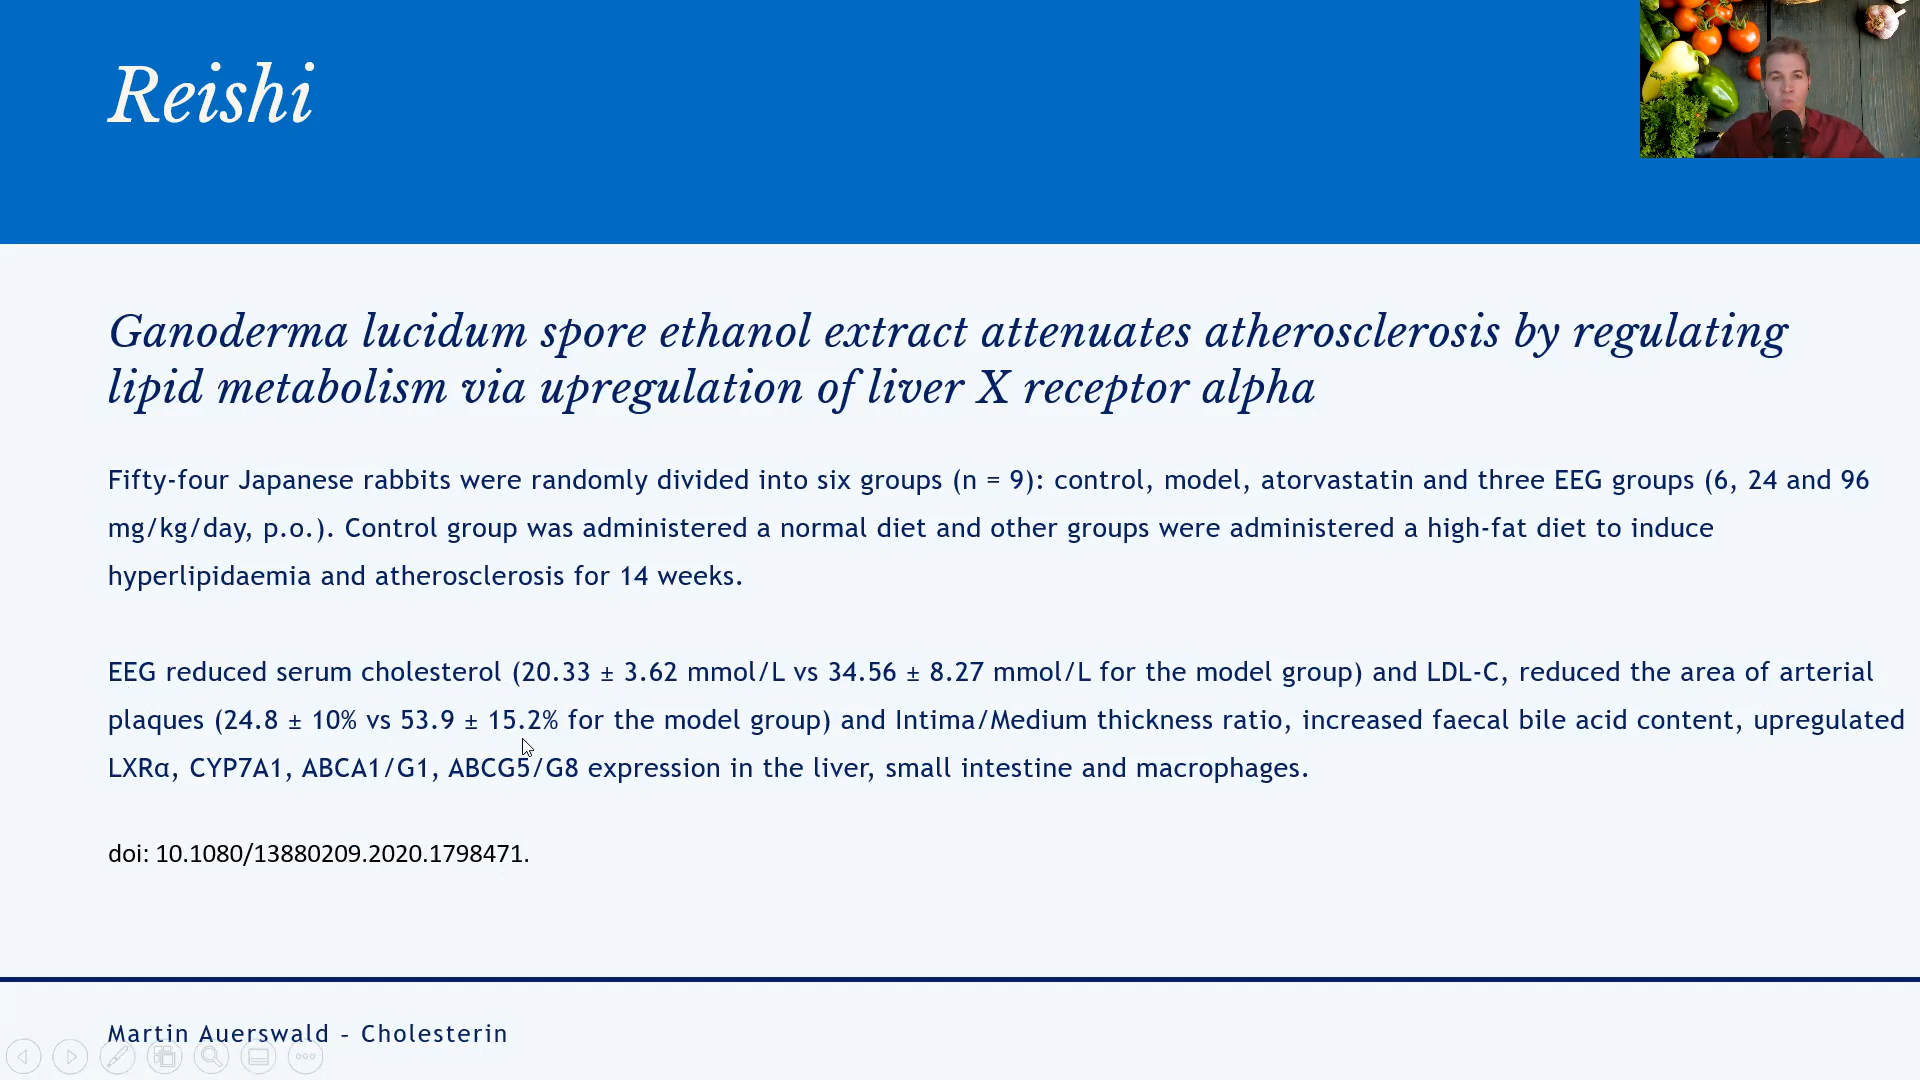 Reishi
Ganoderma lucidum spore ethanol extract attenuates atherosclerosis by regulating
lipid metabolism via upregulation of liver X receptor alpha
Fifty-four Japanese rabbits were randomly divided into six groups (n = 9): control, model, atorvastatin and three EEG groups (6, 24 and 96
mg/kg/day, p.o.). Control group was administered a normal diet and other groups were administered a high-fat diet to induce
hyperlipidaemia and atherosclerosis for 14 weeks.
EEG reduced serum cholesterol (20.33 ± 3.62 mmol/L vs 34.56 ± 8.27 mmol/L for the model group) and LDL-C, reduced the area of arterial
plaques (24.8 ± 10% vs 53.9 ± 15.2% for the model group) and Intima/Medium thickness ratio, increased faecal bile acid content, upregulated
LXRα, CYP7A1, ABCA1/G1, ABCG5/G8 expression in the liver, small intestine and macrophages.
doi: 10.1080/13880209.2020.1798471.
Martin Auerswald – Cholesterin